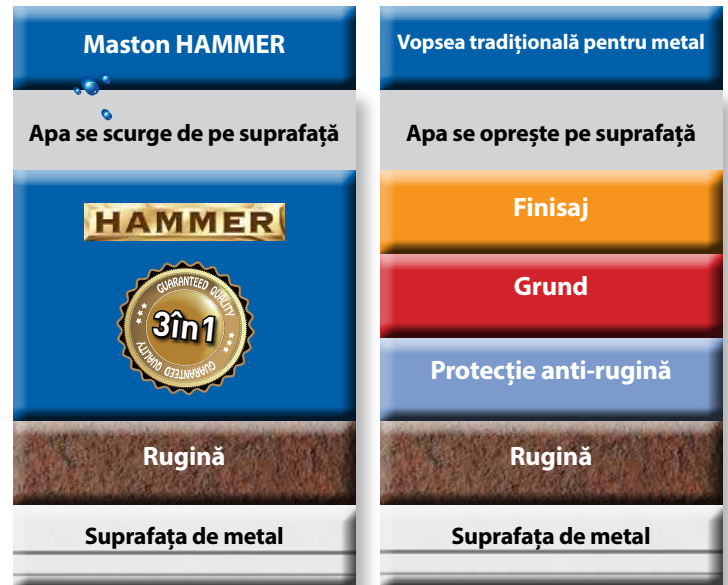 Maston HAMMER
Apa se scurge de pe suprafață
HAMMER
GUARANTEED QUALITY
3în1
GUARANTEED QUALITY
Rugină
Suprafața de metal
Vopsea tradițională pentru metal
Apa se oprește pe suprafață
Finisaj
Grund
Protecție anti-rugină
Rugină
Suprafața de metal